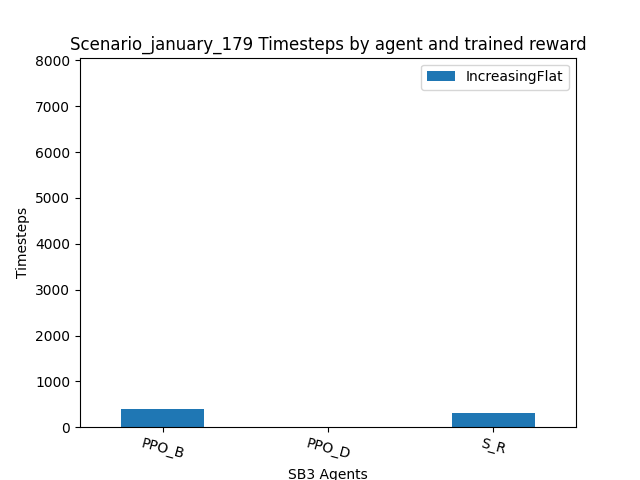 Scenario_january_179 Timesteps by agent and trained reward
IncreasingFlat
8000
7000
6000
5000
4000
3000
2000
1000
0
Timesteps
PPO_B
PPO_D
S_R
SB3 Agents